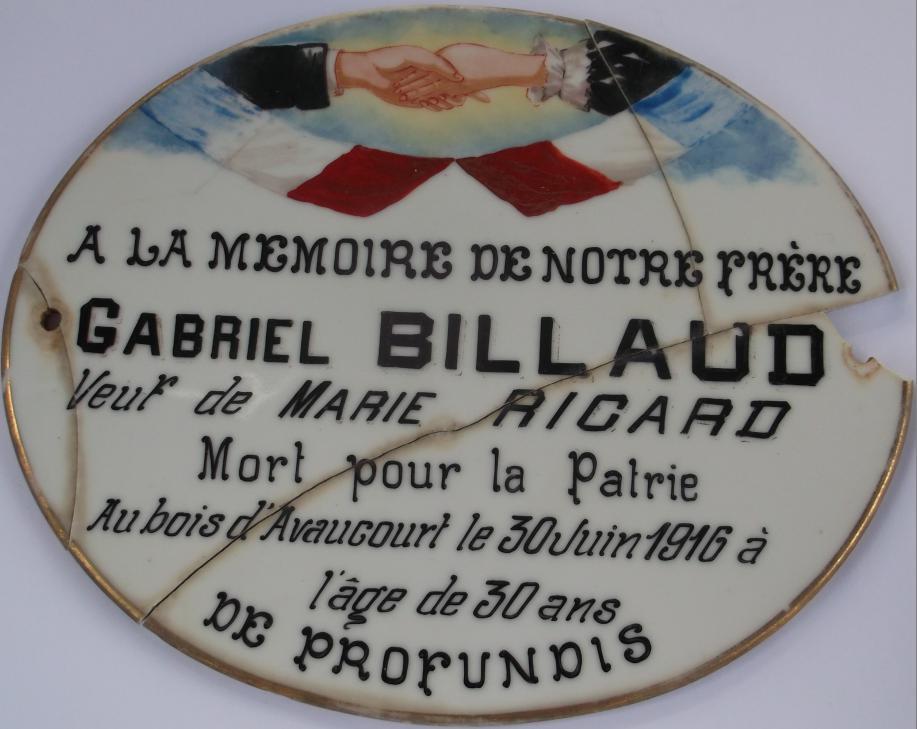 A LA MEMOIRE DE NOTRE FRÈRE
GABRIEL BILLAUD
Veuf de MARIE RICARD
Mort pour la Patrie
Au bois d'Avaucourt le 30 Juin 1916 à
l'âge de 30 ans
DE PROFUNDIS